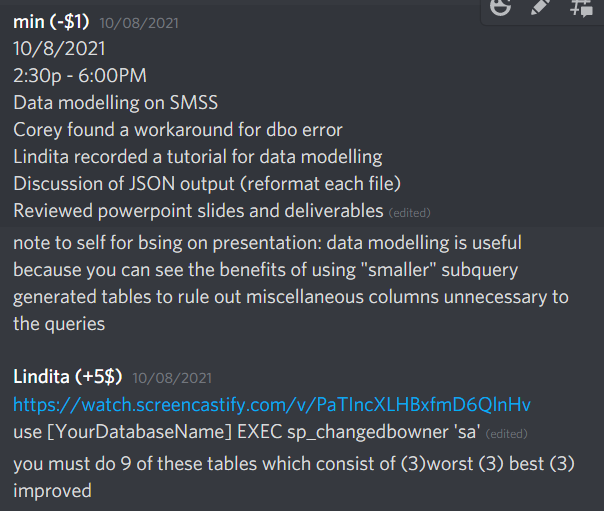 min (-$1) 10/08/2021
10/8/2021
2:30p - 6:00PM
Data modelling on SMSS
Corey found a workaround for dbo error
Lindita recorded a tutorial for data modelling
Discussion of JSON output (reformat each file)
Reviewed powerpoint slides and deliverables (edited)
note to self for bsing on presentation: data modelling is useful
because you can see the benefits of using "smaller" subquery
generated tables to rule out miscellaneous columns unnecessary to
the queries
Lindita (+5$) 10/08/2021
https://watch.screencastify.com/v/PaTIncXLHBxfmD6QlnHv
use [YourDatabaseName] EXEC sp_changedbowner 'sa' (edited)
you must do 9 of these tables which consist of (3)worst (3) best (3)
improved